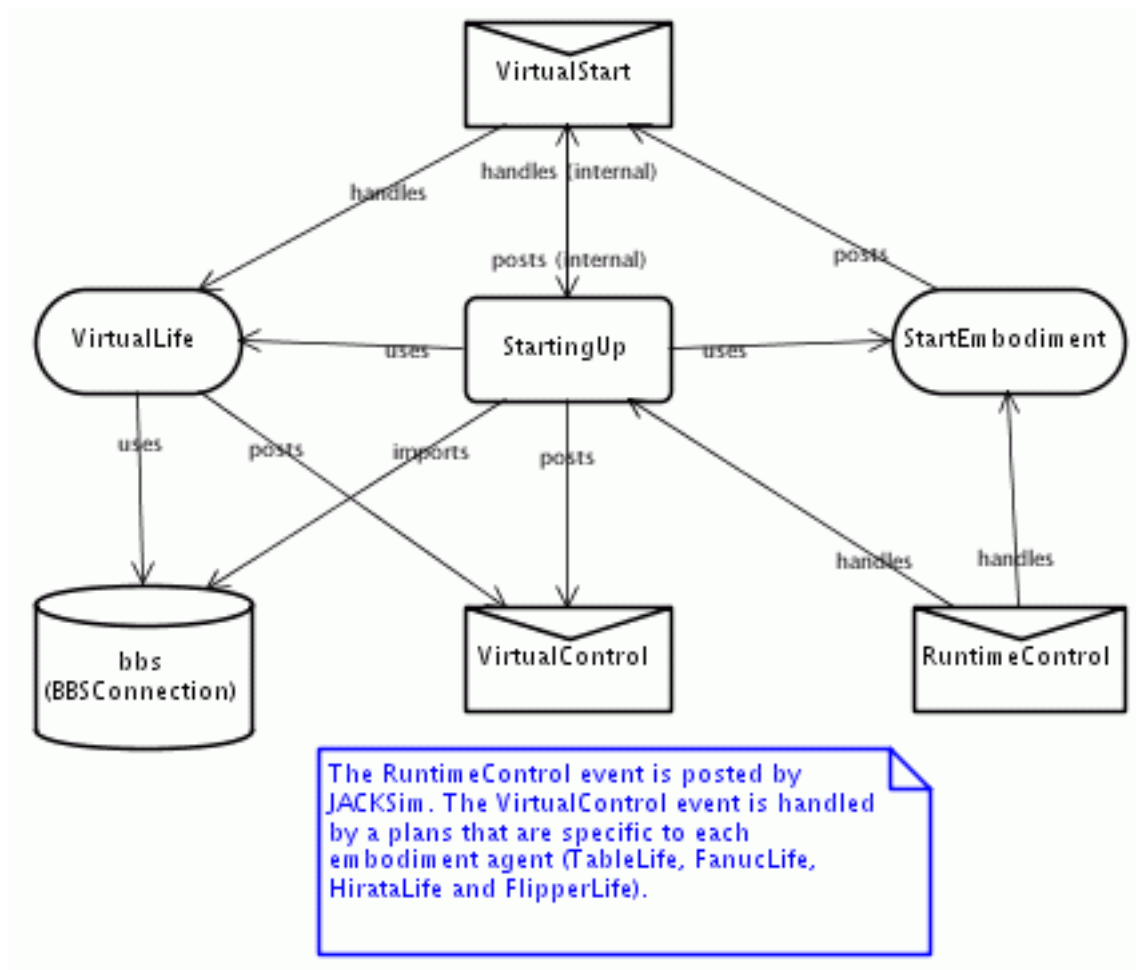 VirtualStart
handles (internal)
handles
posts
posts (internal)
VirtualLife
StartingUp
StartEmbodiment
uses
uses
uses
posts
imports
posts
handles
handles
bbs
(BBSConnection)
VirtualControl
RuntimeControl
The RuntimeControl event is posted by
JACKSim. The VirtualControl event is handled
by a plans that are specific to each
embodiment agent (TableLife, FanucLife,
HirataLife and FlipperLife).